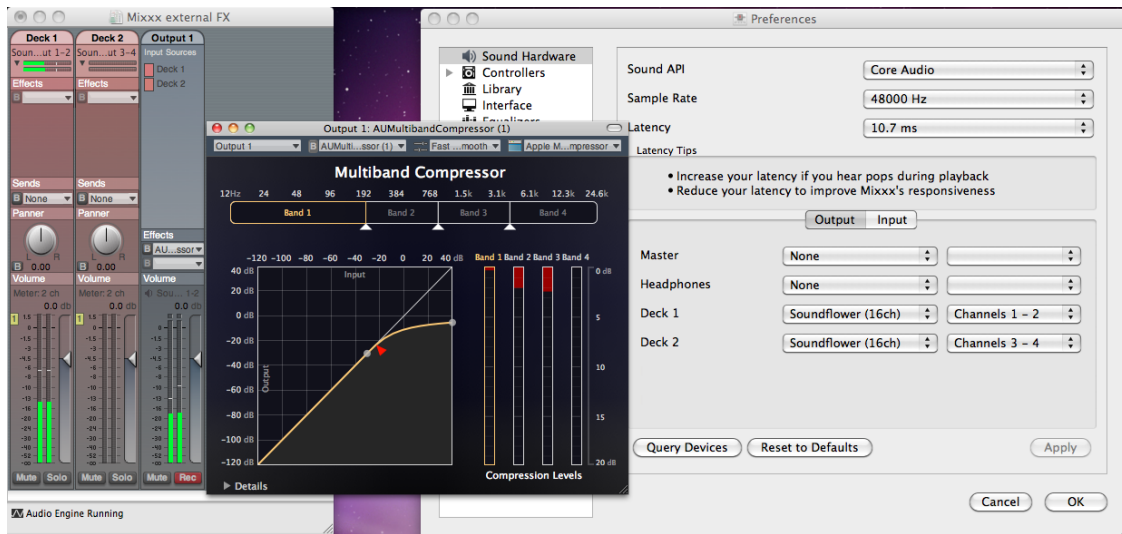 Mixxx external FX
Deck 1 Deck 2 Output 1
Soun...ut 1-2 Soun...ut 3-4 Input Sources
Deck 1
Effects Effects Deck 2
B B
Sends Sends
B None B None
Panner Panner
L R L R
B 0.00 B 0.00
Effects
B AU...ssor
B
Volume Volume Volume
Meter: 2 ch Meter: 2 ch Sou... 1-2
0.0 db 0.0 db 0.0 db
1 1
Mute Solo Mute Solo Mute Rec
Audio Engine Running
Output 1: AUMultibandCompressor (1)
Output 1 B AUMulti...ssor (1) Fast ...mooth Apple M...mpressor
Multiband Compressor
12Hz 24 48 96 192 384 768 1.5k 3.1k 6.1k 12.3k 24.6k
Band 1 Band 2 Band 3 Band 4
-120 -100 -80 -60 -40 -20 0 20 40 dB Band 1 Band 2 Band 3 Band 4
40 dB Input 0 dB
20 dB
0 dB 5
-20 dB
-40 dB 10
-60 dB Output
-80 dB 15
-100 dB
-120 dB 20 dB
Compression Levels
Details
Preferences
Sound Hardware
Controllers
Library
Interface
Equalizers
Sound API Core Audio
Sample Rate 48000 Hz
Latency 10.7 ms
Latency Tips
• Increase your latency if you hear pops during playback
• Reduce your latency to improve Mixxx's responsiveness
Output Input
Master None
Headphones None
Deck 1 Soundflower (16ch) Channels 1 - 2
Deck 2 Soundflower (16ch) Channels 3 - 4
Query Devices Reset to Defaults Apply
Cancel OK